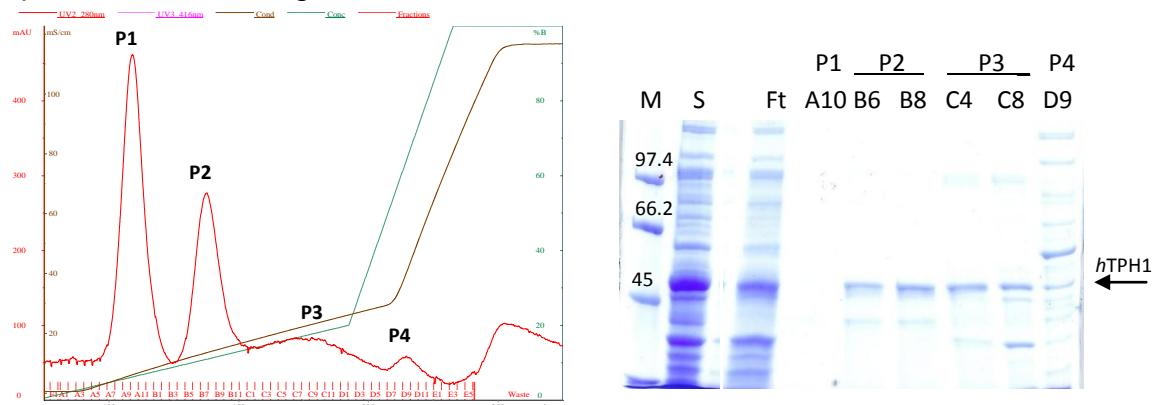 UV2_280nm UV3_416nm Cond Conc Fractions
mAU mS/cm %B
P1
P2
P3
P4
400
300
200
100
0
100
80
60
40
20
80
60
40
20
0
A3 A5 A7 A9 A11 B1 B3 B5 B7 B9 B11 C1 C3 C5 C7 C9 C11 D1 D3 D5 D7 D9 D11 E1 E3 E5 Waste
P1 P2 P3 P4
M S Ft A10 B6 B8 C4 C8 D9
97.4
66.2
45
hTPH1